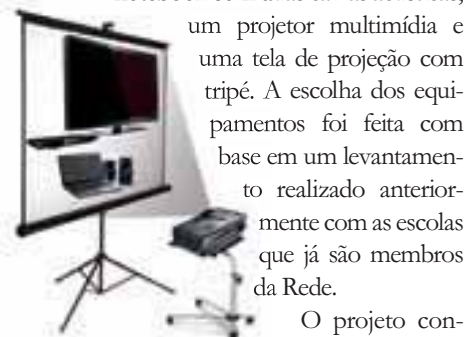 um projetor multimídia e
uma tela de projeção com
tripé. A escolha dos equi-
pamentos foi feita com
base em um levantamen-
to realizado anterior-
mente com as escolas
que já são membros
da Rede.
O projeto con-